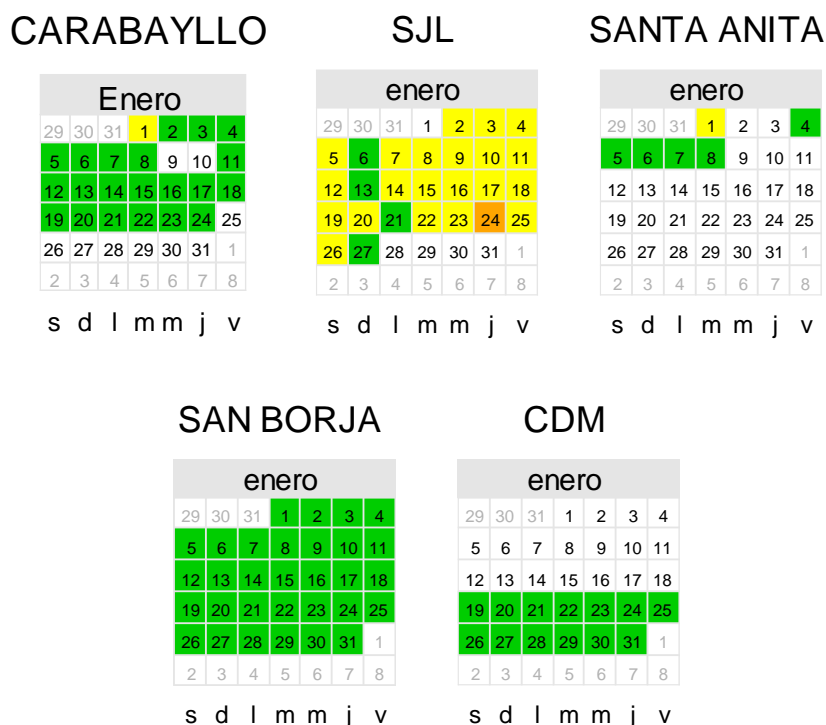 CARABAYLLO SJL SANTA ANITA
Enero enero enero
29 30 31 1 2 3 4 29 30 31 1 2 3 4 29 30 31 1 2 3 4
5 6 7 8 9 10 11 5 6 7 8 9 10 11 5 6 7 8 9 10 11
12 13 14 15 16 17 18 12 13 14 15 16 17 18 12 13 14 15 16 17 18
19 20 21 22 23 24 25 19 20 21 22 23 24 25 19 20 21 22 23 24 25
26 27 28 29 30 31 1 26 27 28 29 30 31 1 26 27 28 29 30 31 1
2 3 4 5 6 7 8 2 3 4 5 6 7 8 2 3 4 5 6 7 8
s d l m m j v s d l m m j v s d l m m j v
SAN BORJA CDM
enero enero
29 30 31 1 2 3 4 29 30 31 1 2 3 4
5 6 7 8 9 10 11 5 6 7 8 9 10 11
12 13 14 15 16 17 18 12 13 14 15 16 17 18
19 20 21 22 23 24 25 19 20 21 22 23 24 25
26 27 28 29 30 31 1 26 27 28 29 30 31 1
2 3 4 5 6 7 8 2 3 4 5 6 7 8
s d l m m j v s d l m m j v